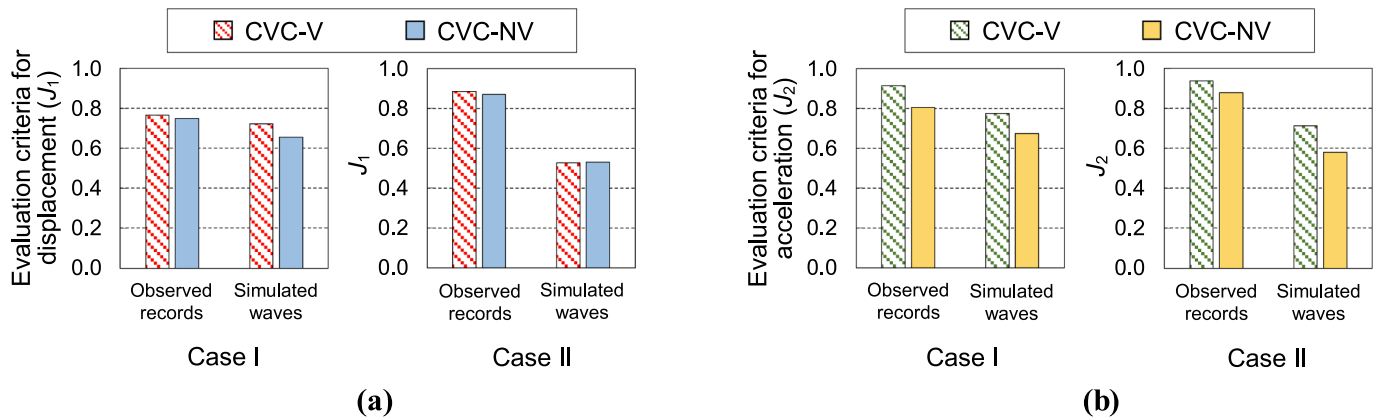 CVC-V CVC-NV
Evaluation criteria for
displacement (J1)
1.0
0.8
0.6
0.4
0.2
0.0
Observed
records
Simulated
waves
Case I
J1
1.0
0.8
0.6
0.4
0.2
0.0
Observed
records
Simulated
waves
Case II
(a)
CVC-V CVC-NV
Evaluation criteria for
acceleration (J2)
1.0
0.8
0.6
0.4
0.2
0.0
Observed
records
Simulated
waves
Case I
J2
1.0
0.8
0.6
0.4
0.2
0.0
Observed
records
Simulated
waves
Case II
(b)